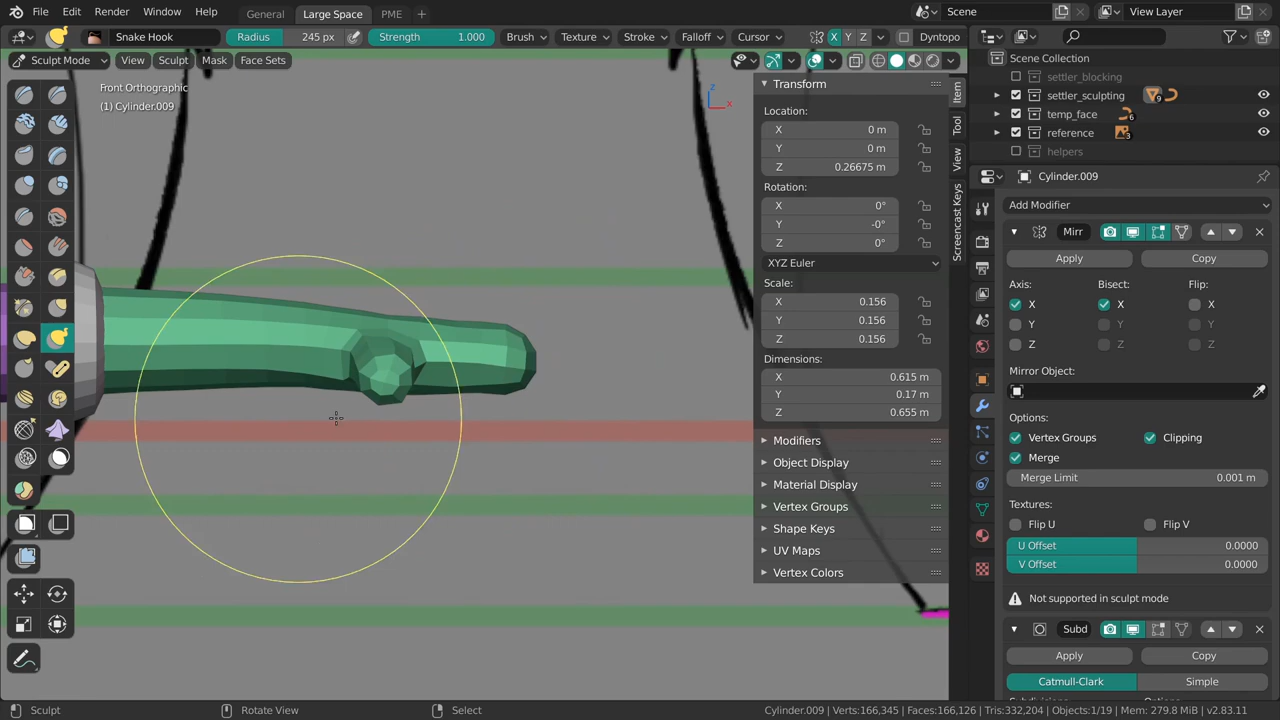 File Edit Render Window Help General Large Space PME + Scene View Layer
Snake Hook Radius 245 px Strength 1.000 Brush Texture Stroke Falloff Cursor X Y Z Dyntopo
Sculpt Mode View Sculpt Mask Face Sets
Front Orthographic
(1) Cylinder.009
z
x
Transform
Location:
X 0 m
Y 0 m
Z 0.26675 m
Rotation:
X 0°
Y -0°
Z 0°
XYZ Euler
Scale:
X 0.156
Y 0.156
Z 0.156
Dimensions:
X 0.615 m
Y 0.17 m
Z 0.655 m
Modifiers
Object Display
Material Display
Vertex Groups
Shape Keys
UV Maps
Vertex Colors
Item
Tool
View
Screencast Keys
Scene Collection
settler_blocking
settler_sculpting 9
temp_face 6
reference 3
helpers
Cylinder.009
Add Modifier
Mirr
Apply Copy
Axis: Bisect: Flip:
X X X
Y Y Y
Z Z Z
Mirror Object:
Options:
Vertex Groups Clipping
Merge
Merge Limit 0.001 m
Textures:
Flip U Flip V
U Offset 0.0000
V Offset 0.0000
Not supported in sculpt mode
Subd
Apply Copy
Catmull-Clark Simple
Sculpt Rotate View Select Cylinder.009 | Verts:166,345 | Faces:166,126 | Tris:332,204 | Objects:1/19 | Mem: 279.8 MiB | v2.83.11